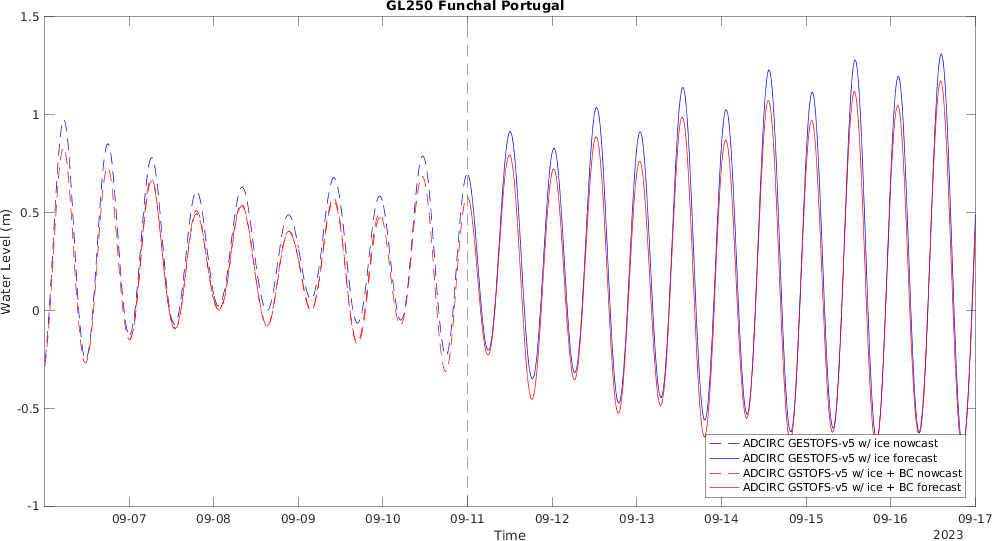 GL250 Funchal Portugal
1.5
1
0.5
0
-0.5
-1
Water Level (m)
ADCIRC GESTOFS-v5 w/ ice nowcast
ADCIRC GESTOFS-v5 w/ ice forecast
ADCIRC GSTOFS-v5 w/ ice + BC nowcast
ADCIRC GSTOFS-v5 w/ ice + BC forecast
09-07 09-08 09-09 09-10 09-11 09-12 09-13 09-14 09-15 09-16 09-17
Time
2023